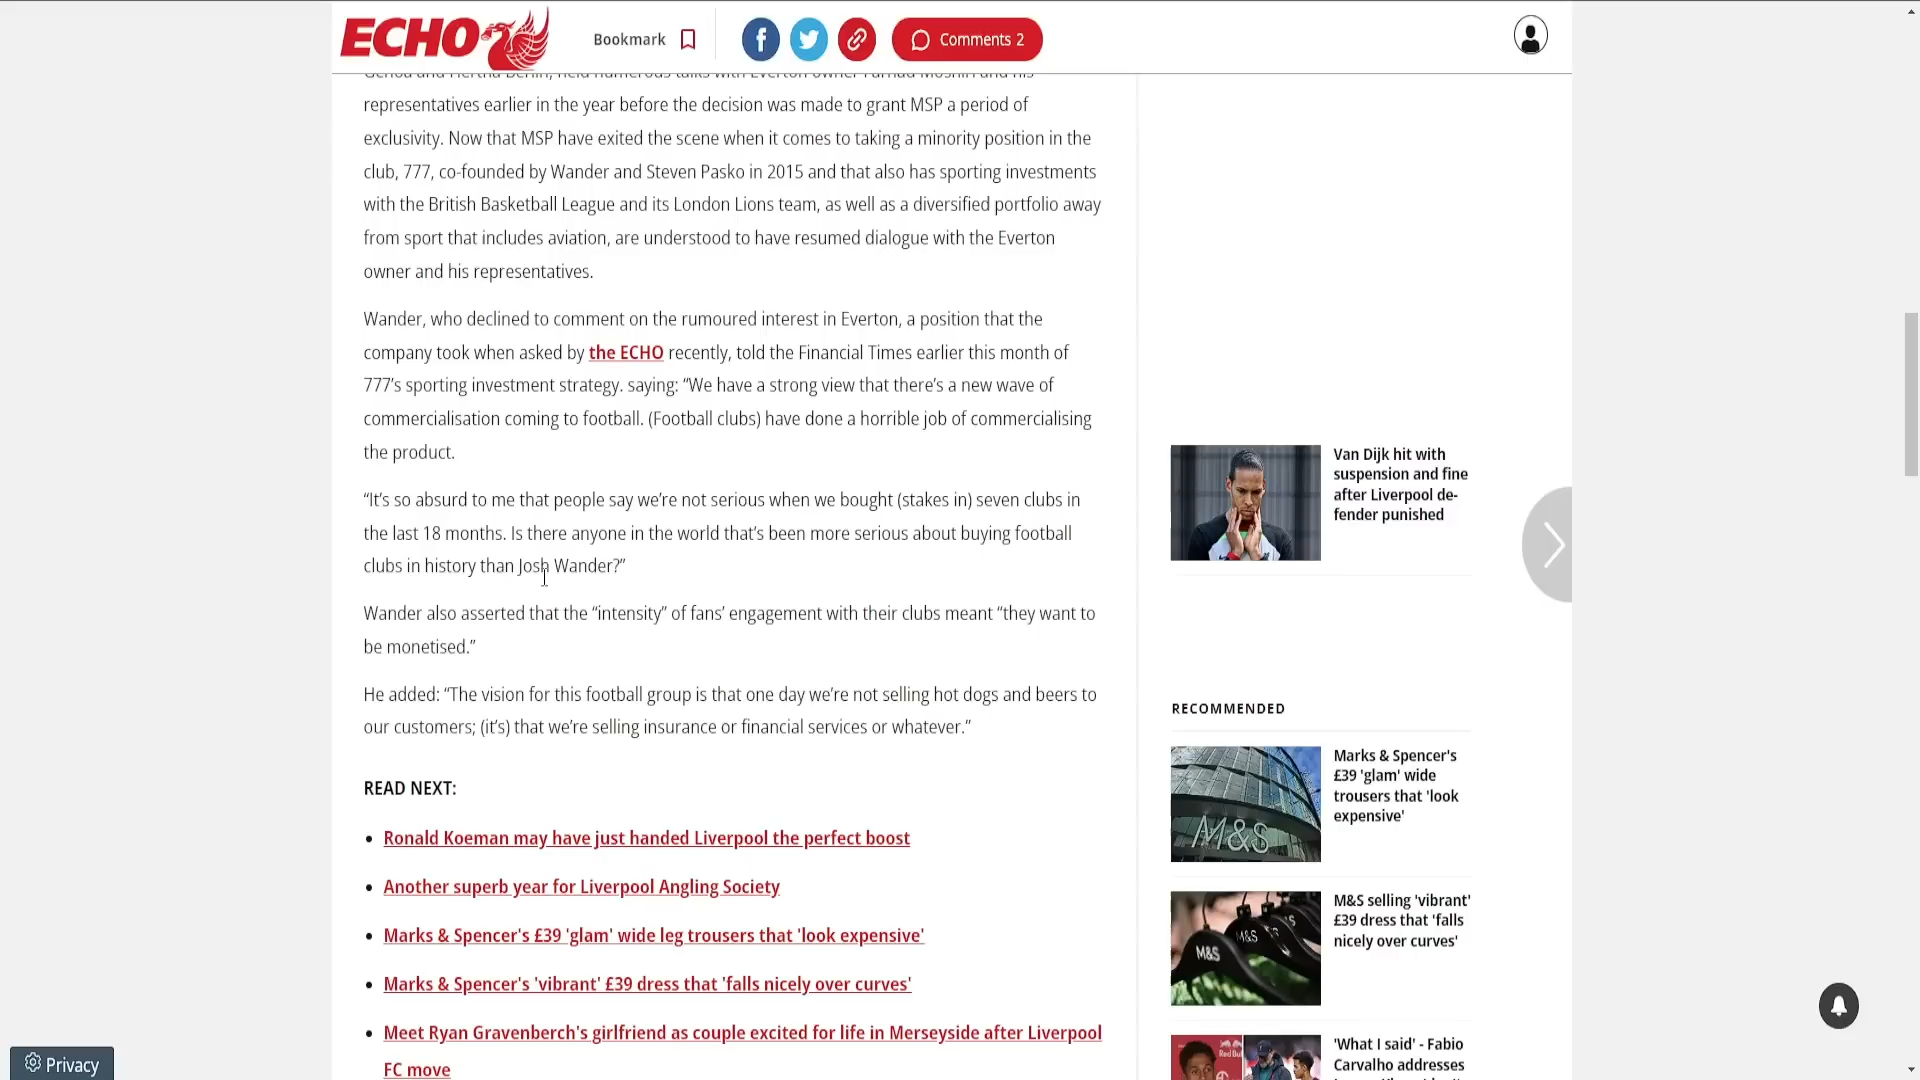 ECHO
Bookmark
Comments 2
representatives earlier in the year before the decision was made to grant MSP a period of
exclusivity. Now that MSP have exited the scene when it comes to taking a minority position in the
club, 777, co-founded by Wander and Steven Pasko in 2015 and that also has sporting investments
with the British Basketball League and its London Lions team, as well as a diversified portfolio away
from sport that includes aviation, are understood to have resumed dialogue with the Everton
owner and his representatives.
Wander, who declined to comment on the rumoured interest in Everton, a position that the
company took when asked by the ECHO recently, told the Financial Times earlier this month of
777’s sporting investment strategy. saying: “We have a strong view that there’s a new wave of
commercialisation coming to football. (Football clubs) have done a horrible job of commercialising
the product.
“It’s so absurd to me that people say we’re not serious when we bought (stakes in) seven clubs in
the last 18 months. Is there anyone in the world that’s been more serious about buying football
clubs in history than Josh Wander?”
Wander also asserted that the “intensity” of fans’ engagement with their clubs meant “they want to
be monetised.”
He added: “The vision for this football group is that one day we’re not selling hot dogs and beers to
our customers; (it’s) that we’re selling insurance or financial services or whatever.”
READ NEXT:
Ronald Koeman may have just handed Liverpool the perfect boost
Another superb year for Liverpool Angling Society
Marks & Spencer's £39 'glam' wide leg trousers that 'look expensive'
Marks & Spencer's 'vibrant' £39 dress that 'falls nicely over curves'
Meet Ryan Gravenberch's girlfriend as couple excited for life in Merseyside after Liverpool
FC move
Van Dijk hit with
suspension and fine
after Liverpool de-
fender punished
RECOMMENDED
Marks & Spencer's
£39 'glam' wide
trousers that 'look
expensive'
M&S
M&S selling 'vibrant'
£39 dress that 'falls
nicely over curves'
M&S
M&S
'What I said' - Fabio
Carvalho addresses
Red Bull
Privacy